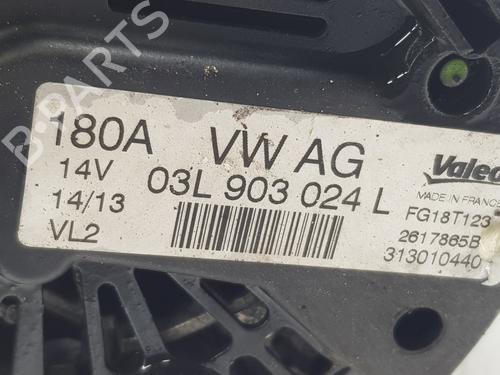 180A VW AG Valeo
14V 03L 903 024 L MADE IN FRANCE
14/13 FG18T123
VL2 2617865B
313010440
B-PARTS